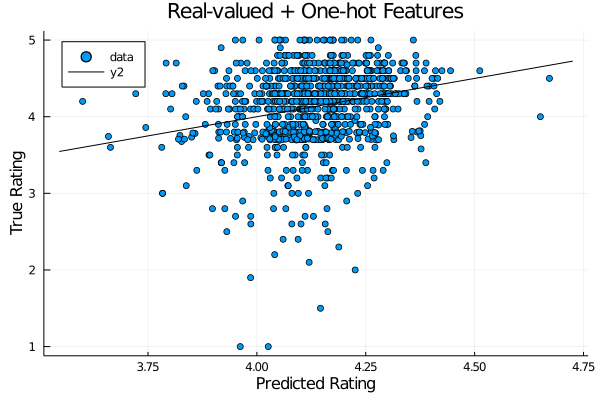 Real-valued + One-hot Features
data
y2
5
4
3
2
1
True Rating
3.75
4.00
4.25
4.50
4.75
Predicted Rating